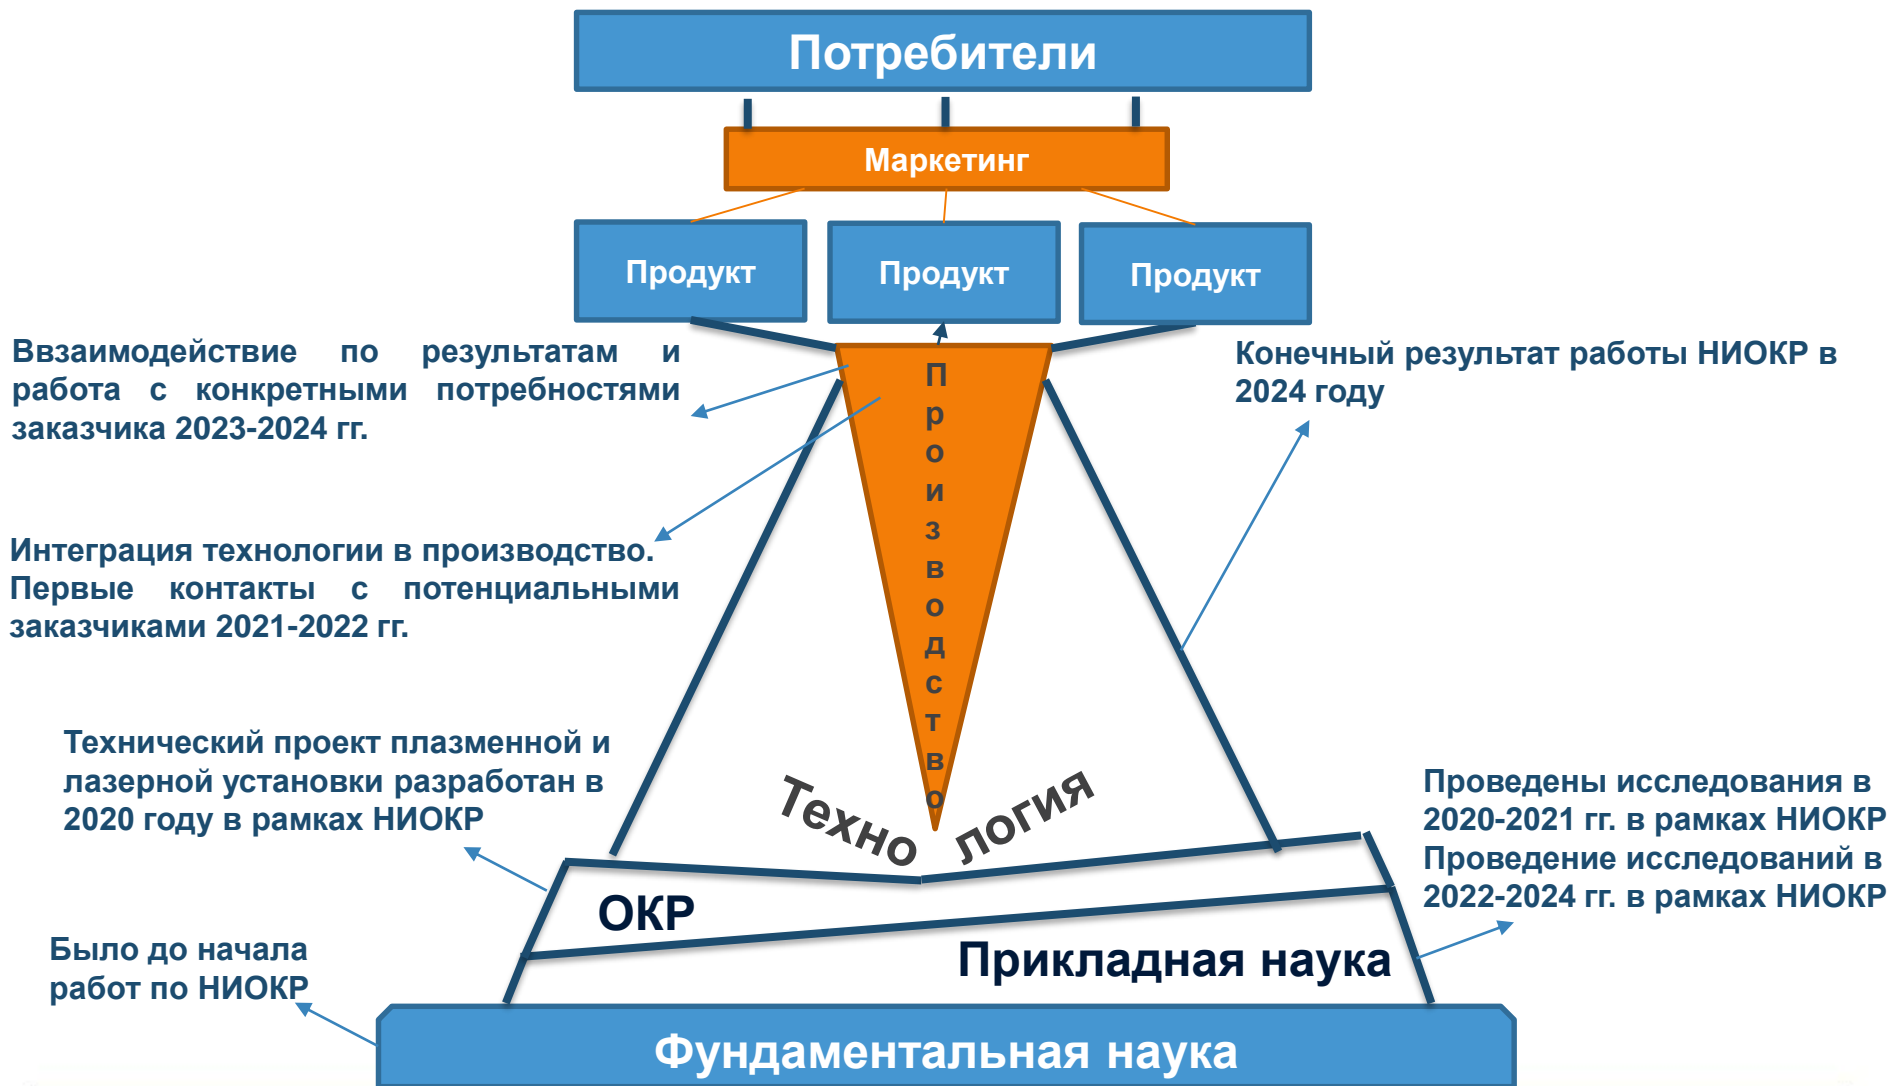 Потребители
Маркетинг
Продукт
Продукт
Продукт
Ввзаимодействие по результатам и
работа с конкретными потребностями
заказчика 2023-2024 гг.
Конечный результат работы НИОКР в
2024 году
Производство
Интеграция технологии в производство.
Первые контакты с потенциальными
заказчиками 2021-2022 гг.
Технический проект плазменной и
лазерной установки разработан в
2020 году в рамках НИОКР
Технология
Проведены исследования в
2020-2021 гг. в рамках НИОКР
Проведение исследований в
2022-2024 гг. в рамках НИОКР
ОКР
Прикладная наука
Было до начала
работ по НИОКР
Фундаментальная наука